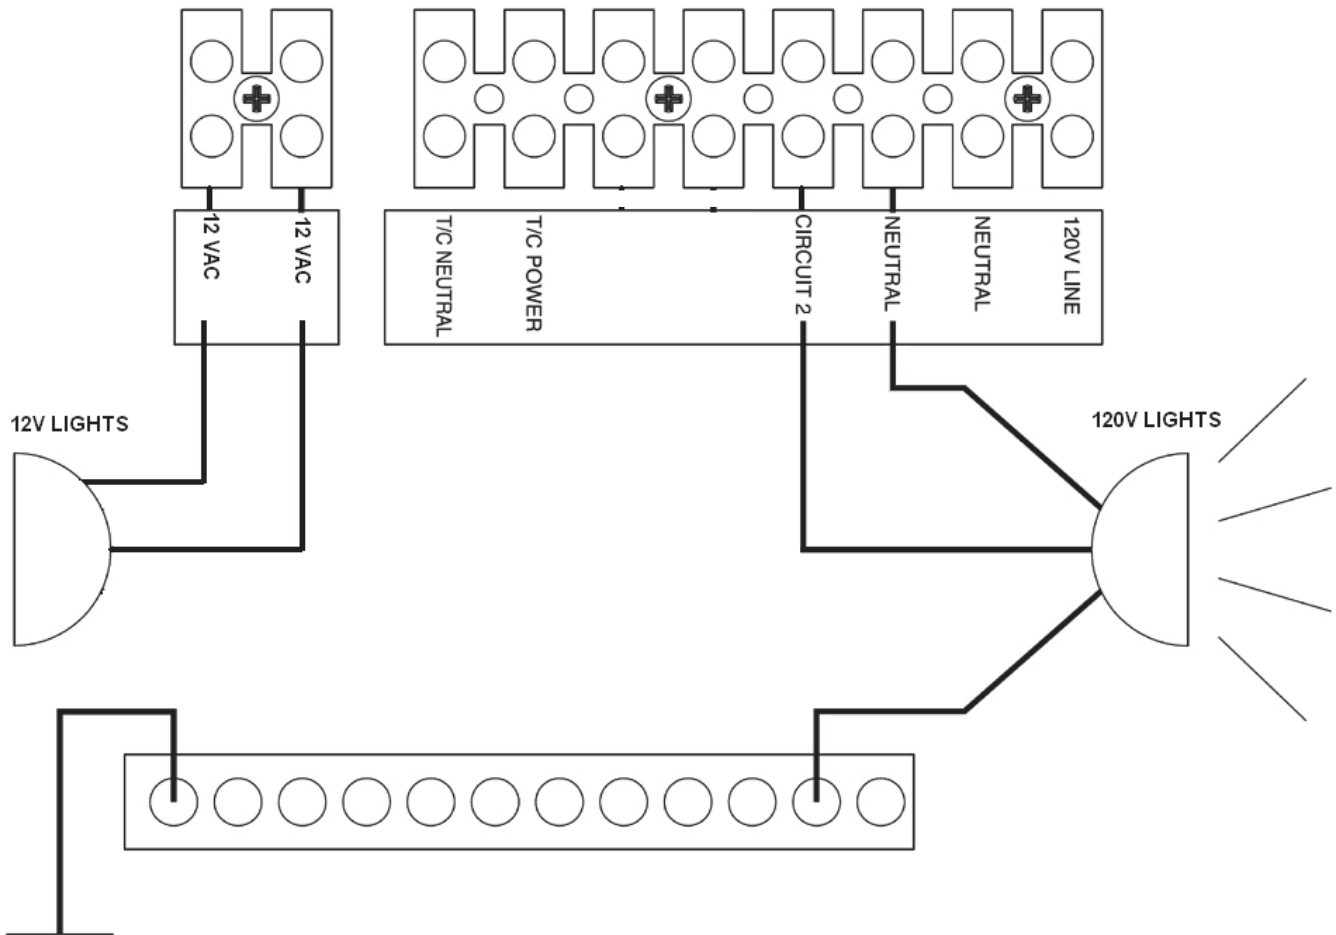 12 VAC
12 VAC
T/C NEUTRAL
T/C POWER
CIRCUIT 2
NEUTRAL
NEUTRAL
120V LINE
12V LIGHTS
120V LIGHTS